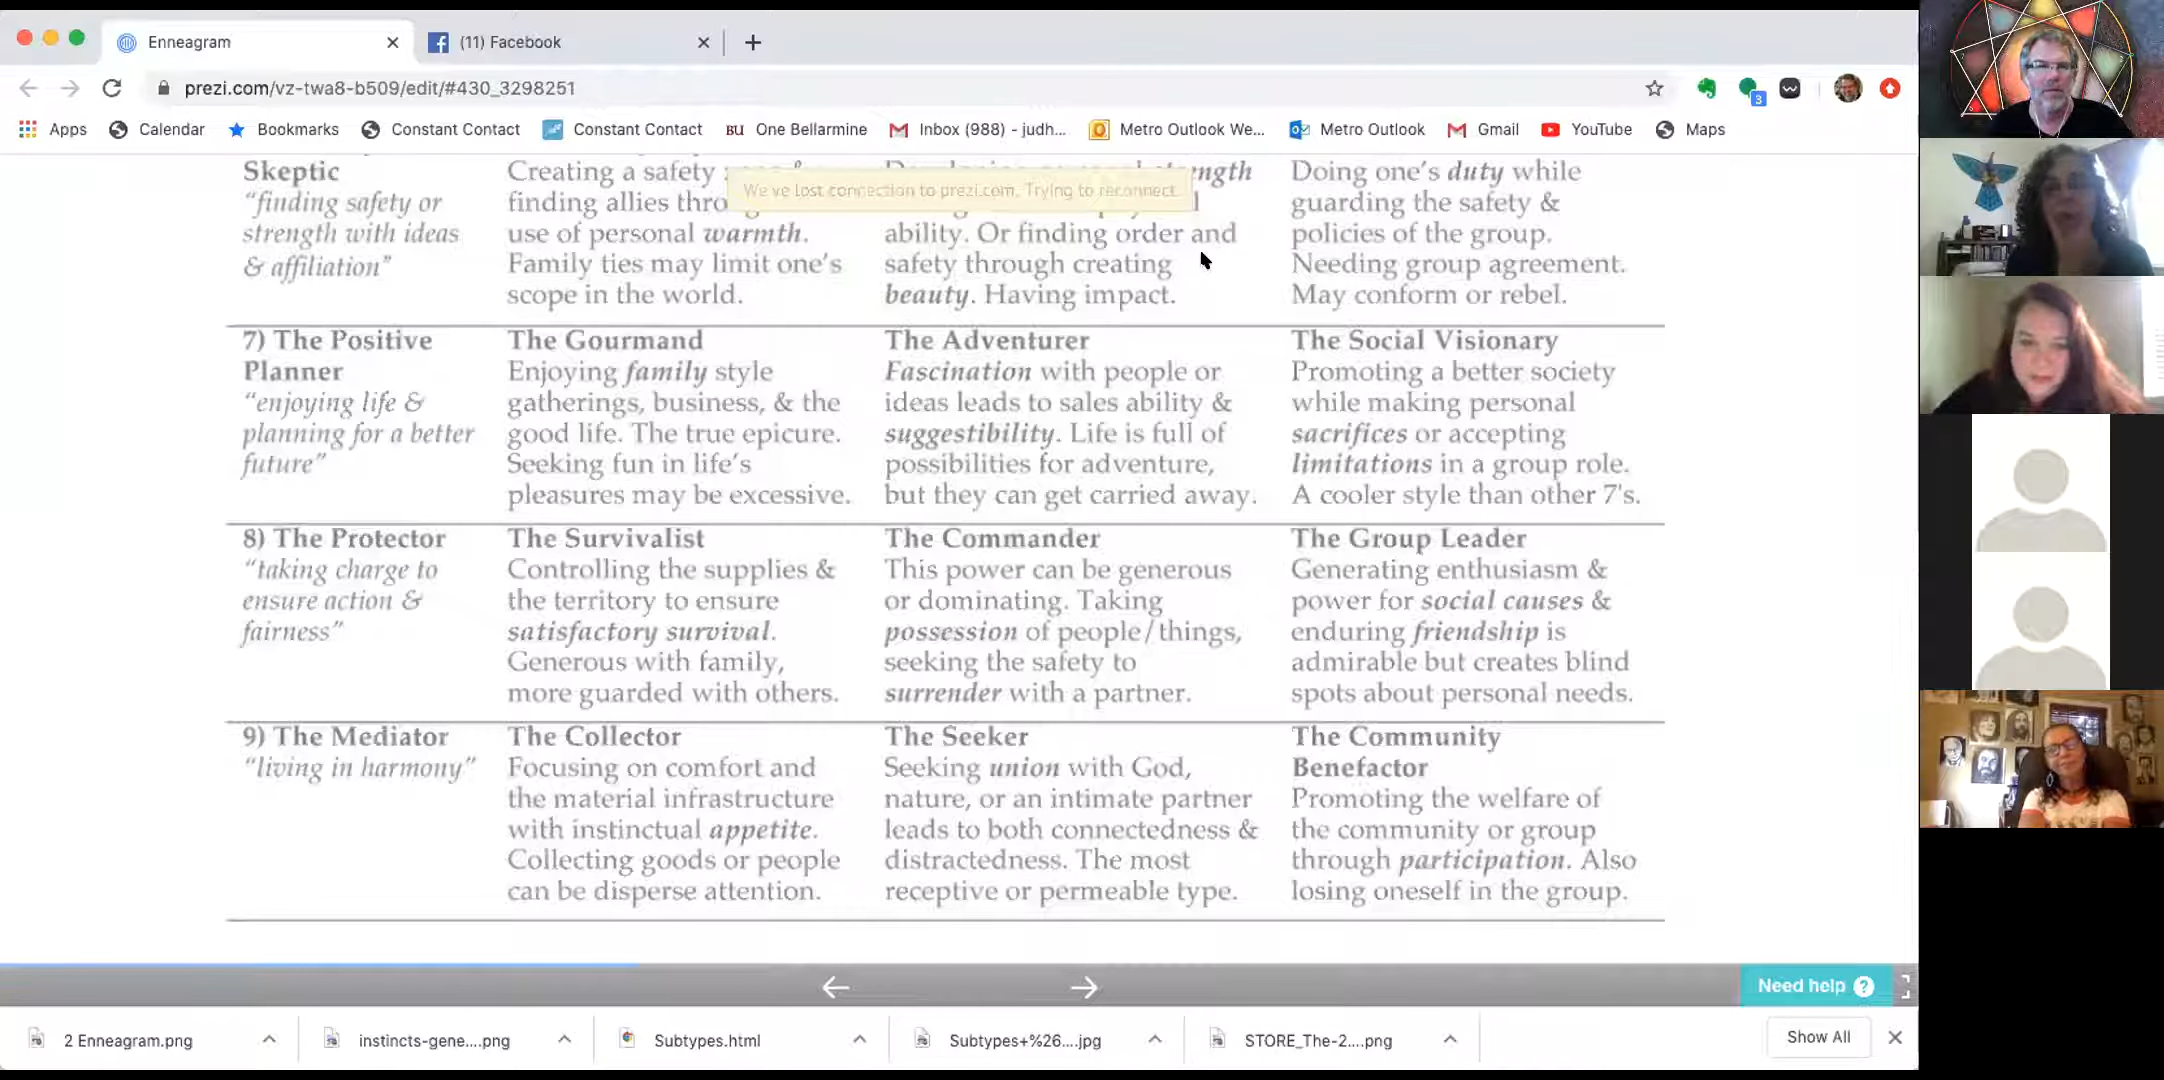 Enneagram
(11) Facebook
prezi.com/vz-twa8-b509/edit/#430_3298251
3
Apps
Calendar
Bookmarks
Constant Contact
Constant Contact
BU One Bellarmine
Inbox (988) - judh...
Metro Outlook We...
Metro Outlook
Gmail
YouTube
Maps
We've lost connection to prezi.com. Trying to reconnect.
Skeptic
"finding safety or
strength with ideas
& affiliation"
Creating a safety
finding allies thro
use of personal warmth.
Family ties may limit one's
scope in the world.
ability. Or finding order and
safety through creating
beauty. Having impact.
Doing one's duty while
guarding the safety &
policies of the group.
Needing group agreement.
May conform or rebel.
7) The Positive
Planner
"enjoying life &
planning for a better
future"
The Gourmand
Enjoying family style
gatherings, business, & the
good life. The true epicure.
Seeking fun in life's
pleasures may be excessive.
The Adventurer
Fascination with people or
ideas leads to sales ability &
suggestibility. Life is full of
possibilities for adventure,
but they can get carried away.
The Social Visionary
Promoting a better society
while making personal
sacrifices or accepting
limitations in a group role.
A cooler style than other 7's.
8) The Protector
"taking charge to
ensure action &
fairness"
The Survivalist
Controlling the supplies &
the territory to ensure
satisfactory survival.
Generous with family,
more guarded with others.
The Commander
This power can be generous
or dominating. Taking
possession of people/things,
seeking the safety to
surrender with a partner.
The Group Leader
Generating enthusiasm &
power for social causes &
enduring friendship is
admirable but creates blind
spots about personal needs.
9) The Mediator
"living in harmony"
The Collector
Focusing on comfort and
the material infrastructure
with instinctual appetite.
Collecting goods or people
can be disperse attention.
The Seeker
Seeking union with God,
nature, or an intimate partner
leads to both connectedness &
distractedness. The most
receptive or permeable type.
The Community
Benefactor
Promoting the welfare of
the community or group
through participation. Also
losing oneself in the group.
Need help ?
2 Enneagram.png
instincts-gene....png
Subtypes.html
Subtypes+%26....jpg
STORE_The-2....png
Show All